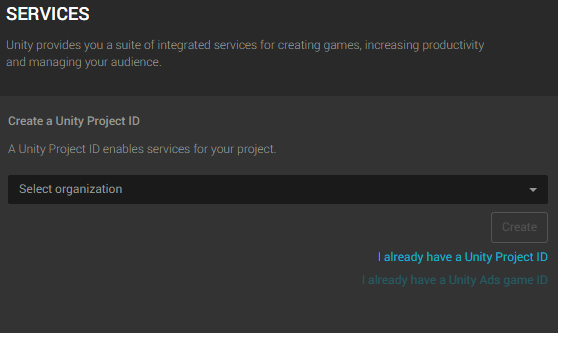 SERVICES
Unity provides you a suite of integrated services for creating games, increasing productivity
and managing your audience.
Create a Unity Project ID
A Unity Project ID enables services for your project.
Select organization
Create
I already have a Unity Project ID
I already have a Unity Ads game ID